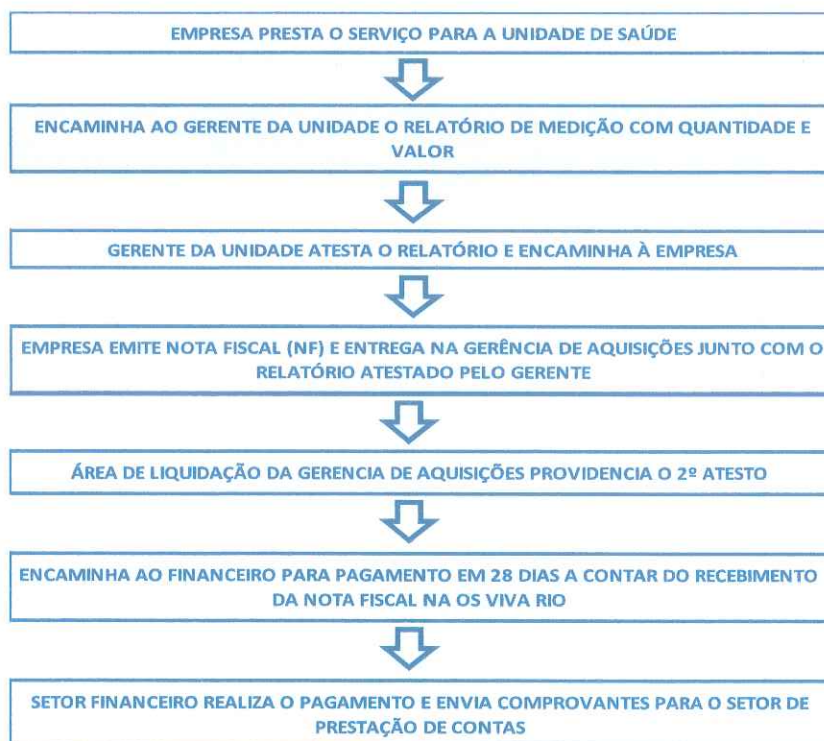 EMPRESA PRESTA O SERVIÇO PARA A UNIDADE DE SAÚDE
ENCAMINHA AO GERENTE DA UNIDADE O RELATÓRIO DE MEDIÇÃO COM QUANTIDADE E
VALOR
GERENTE DA UNIDADE ATESTA O RELATÓRIO E ENCAMINHA À EMPRESA
EMPRESA EMITE NOTA FISCAL (NF) E ENTREGA NA GERÊNCIA DE AQUISIÇÕES JUNTO COM O
RELATÓRIO ATESTADO PELO GERENTE
ÁREA DE LIQUIDAÇÃO DA GERENCIA DE AQUISIÇÕES PROVIDENCIA O 2º ATESTO
ENCAMINHA AO FINANCEIRO PARA PAGAMENTO EM 28 DIAS A CONTAR DO RECEBIMENTO
DA NOTA FISCAL NA OS VIVA RIO
SETOR FINANCEIRO REALIZA O PAGAMENTO E ENVIA COMPROVANTES PARA O SETOR DE
PRESTAÇÃO DE CONTAS